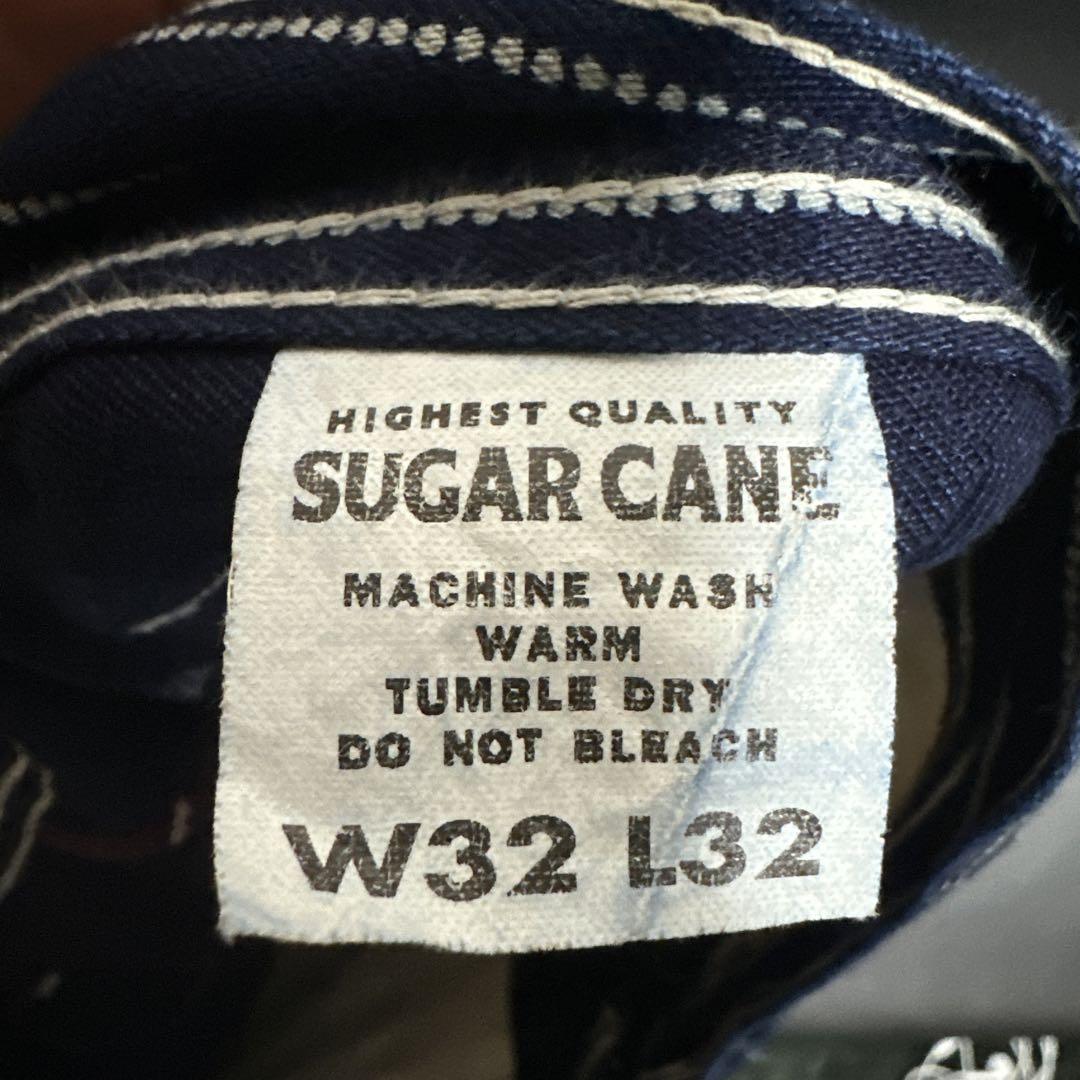 HIGHEST QUALITY
SUGAR CANE
MACHINE WASH
WARM
TUMBLE DRY
DO NOT BLEACH
W32 L32